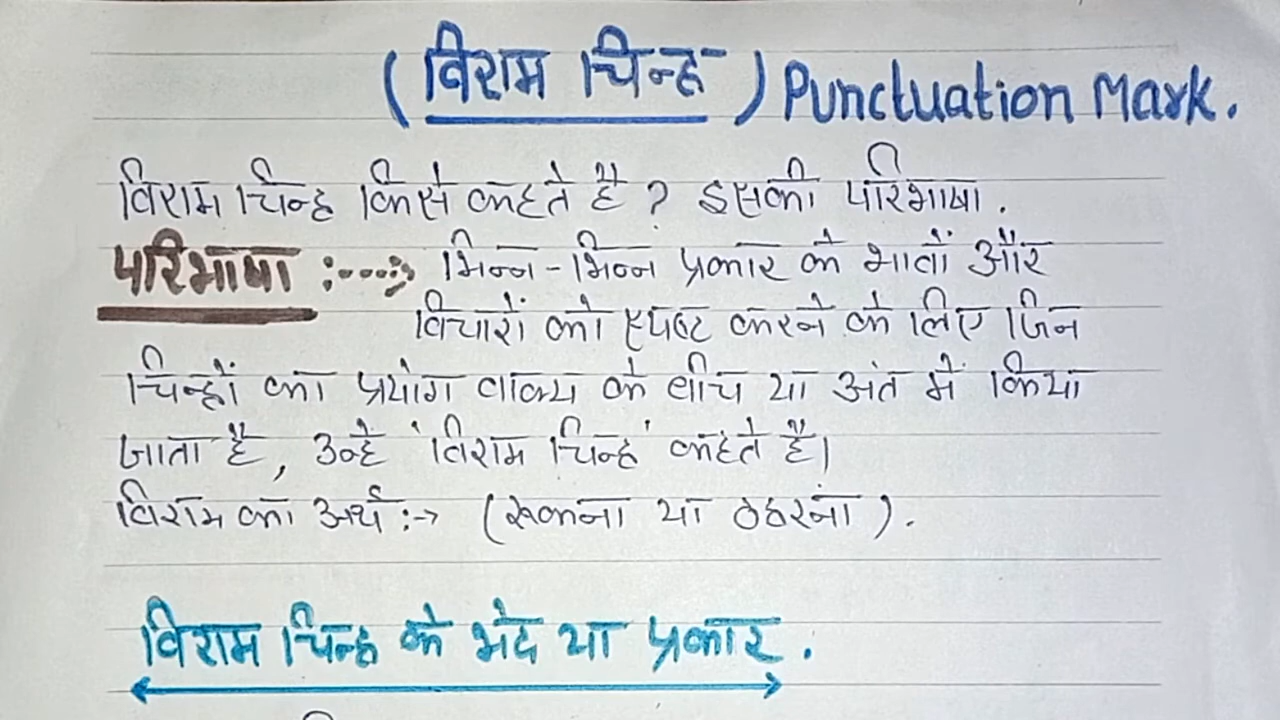 (विराम चिन्ह) Punctuation Mark.
विराम चिन्ह किसे कहते है ? इसकी परिभाषा .
परिभाषा :---:> भिन्न-भिन्न प्रकार के भावों और
विचारों को स्पष्ट करने के लिए जिन
चिन्हों का प्रयोग वाक्य के बीच या अंत में किया
जाता है, उन्हे 'विराम चिन्ह' कहते है।
विराम का अर्थ :-> (रूकना या ठहरना).
विराम चिन्ह के भेद या प्रकार .